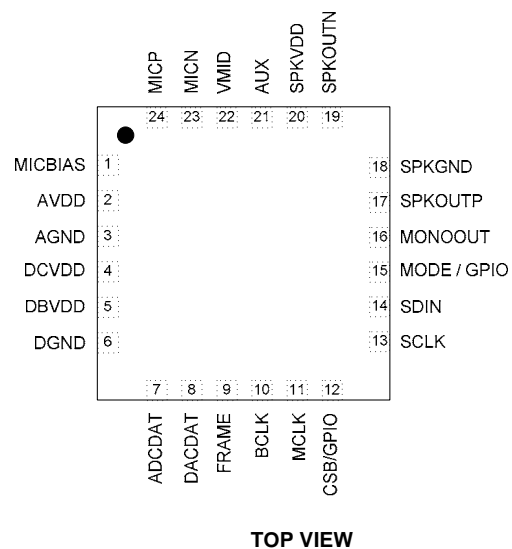 MICP
MICN
VMID
AUX
SPKVDD
SPKOUTN
24 23 22 21 20 19
MICBIAS 1
AVDD 2
AGND 3
DCVDD 4
DBVDD 5
DGND 6
18 SPKGND
17 SPKOUTP
16 MONOOUT
15 MODE / GPIO
14 SDIN
13 SCLK
7 8 9 10 11 12
ADCDAT
DACDAT
FRAME
BCLK
MCLK
CSB/GPIO
TOP VIEW